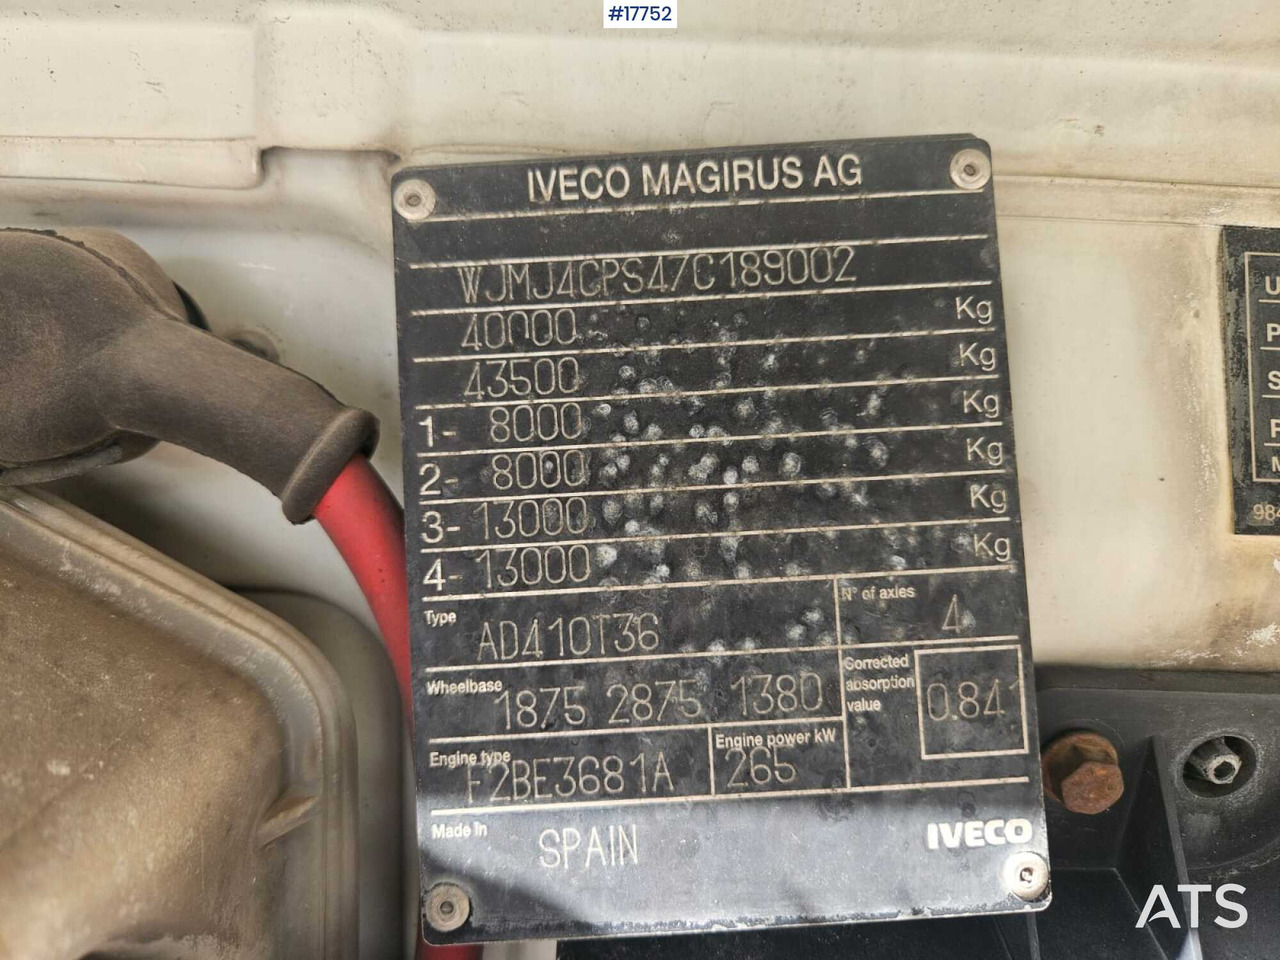 #17752
IVECO MAGIRUS AG
WJMJ4CPS47C189002
40000 Kg
43500 Kg
1- 8000 Kg
2- 8000 Kg
3- 13000 Kg
4- 13000 Kg
Type AD410T36 N° of axles 4
Wheelbase 1875 2875 1380 Corrected absorption value 0.841
Engine type F2BE3681A Engine power kW 265
Made in SPAIN IVECO
984
ATS